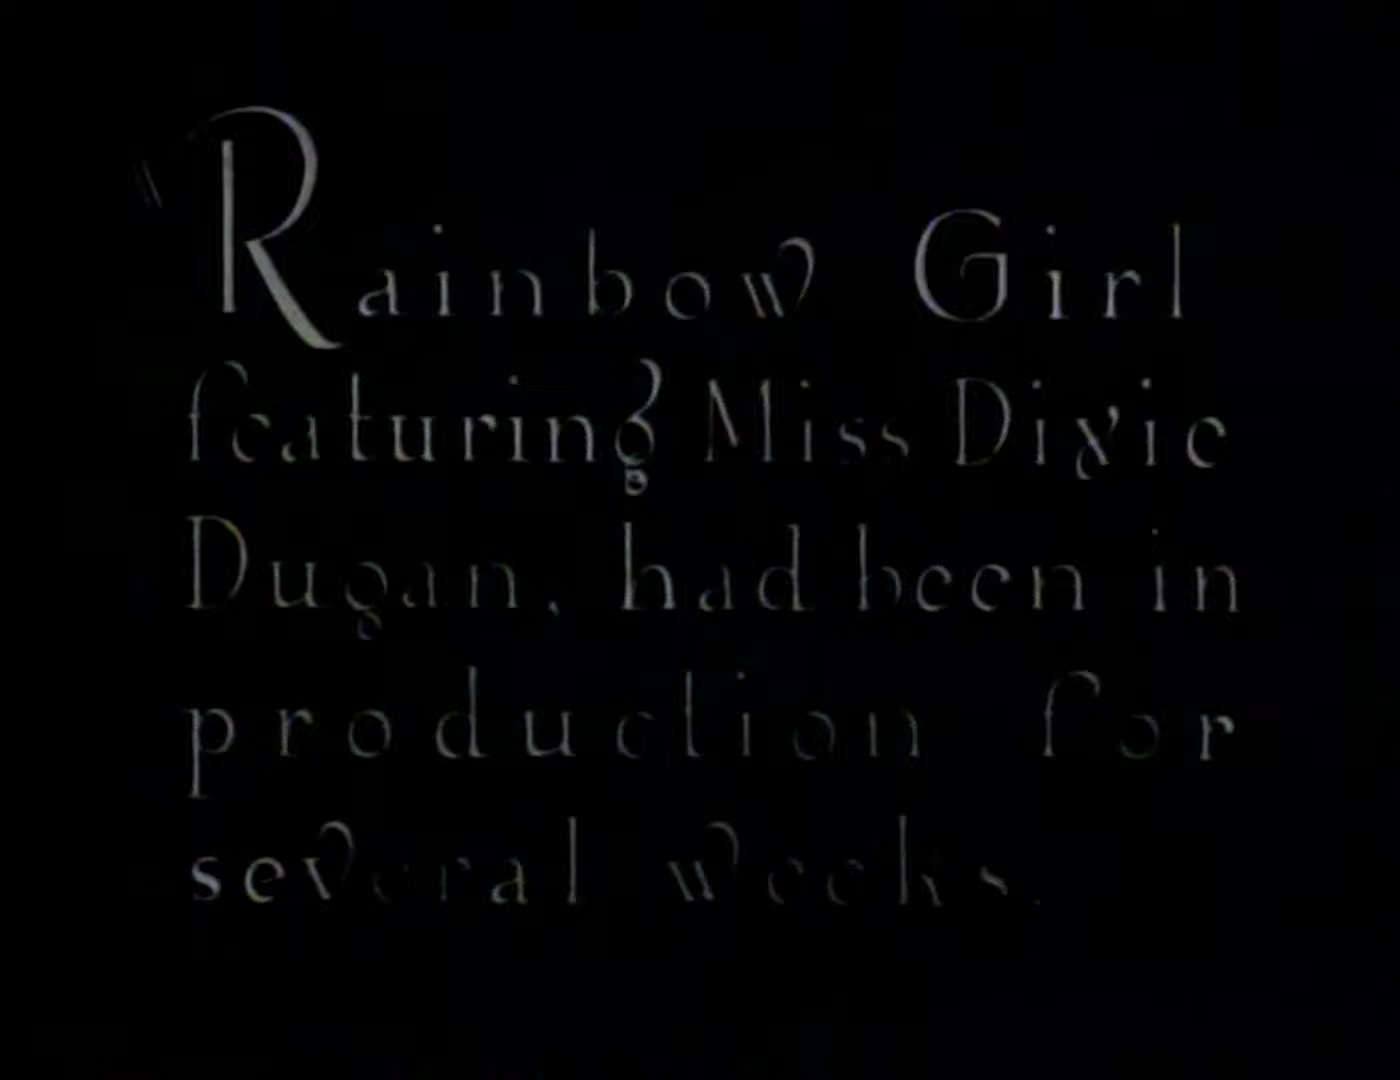 "Rainbow Girl
featuring Miss Dixie
Dugan, had been in
production for
several weeks.